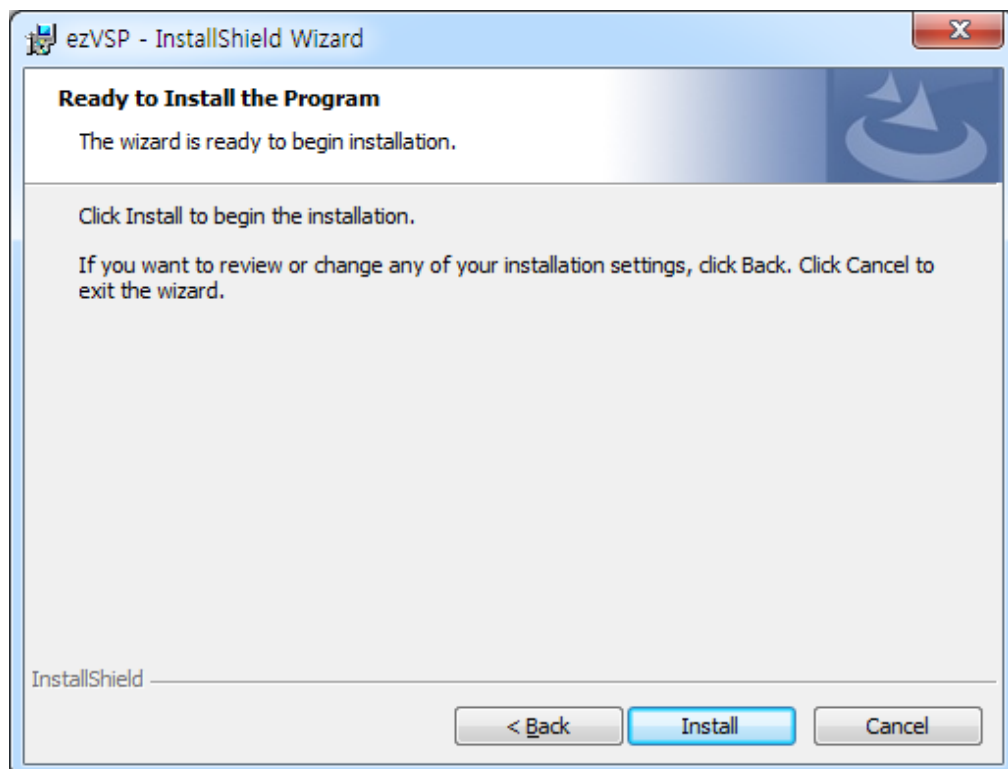 ezVSP - InstallShield Wizard
Ready to Install the Program
The wizard is ready to begin installation.
Click Install to begin the installation.
If you want to review or change any of your installation settings, click Back. Click Cancel to
exit the wizard.
InstallShield
< Back
Install
Cancel